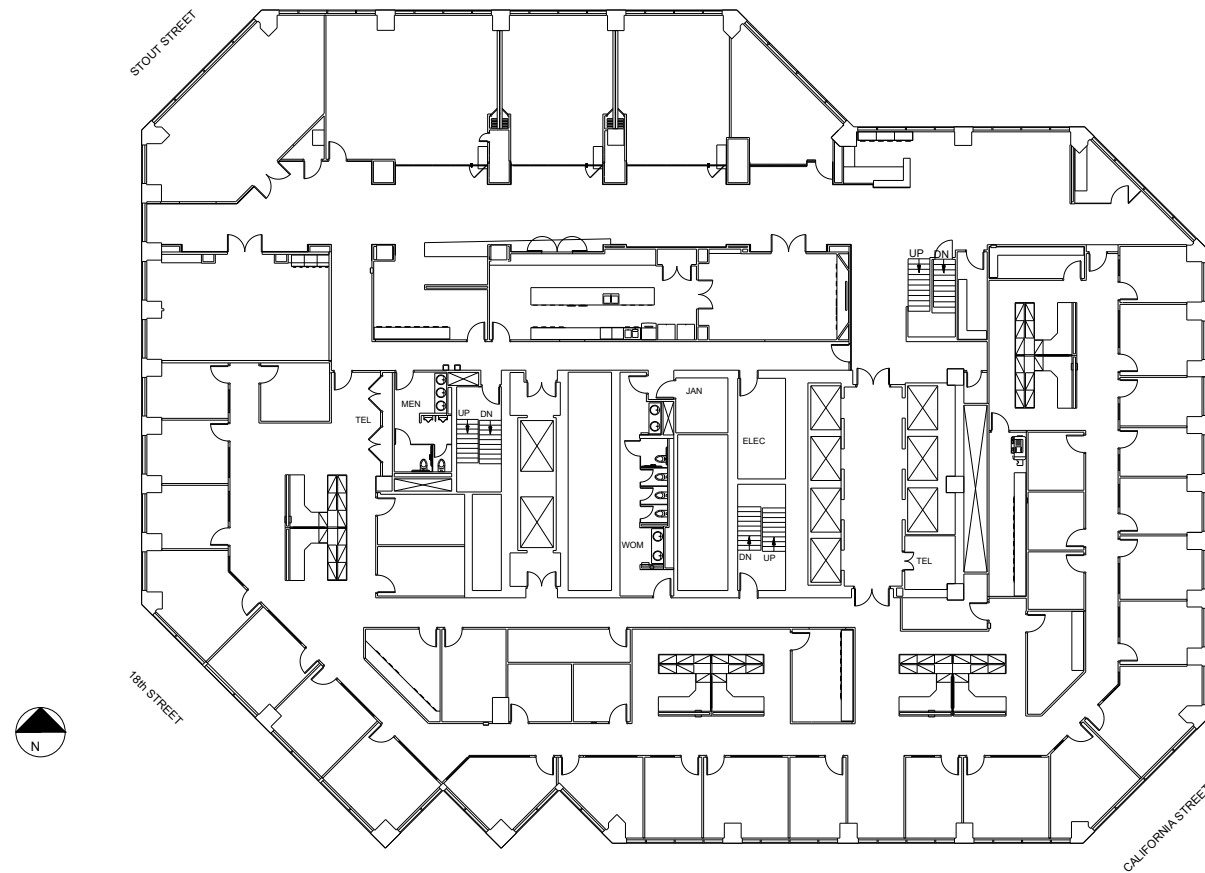 STOUT STREET
UP DN
MEN
JAN
TEL
UP DN
ELEC
WOM
DN UP
TEL
18th STREET
N
CALIFORNIA STREET